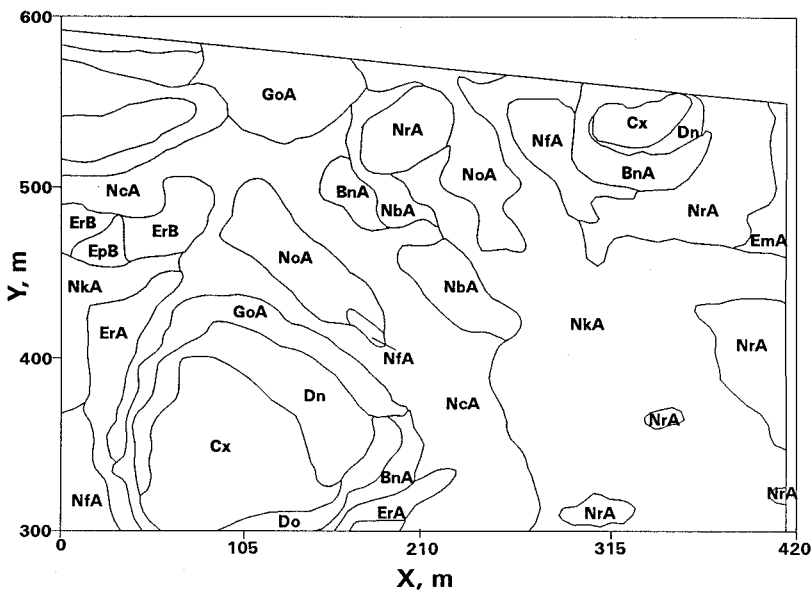 600
GoA
NrA
Cx
Dn
NfA
NoA
BnA
500
NcA
BnA
NbA
NrA
ErB
ErB
EpB
EmA
NoA
NkA
NbA
GoA
NkA
ErA
NrA
400
NfA
Dn
NcA
NrA
Cx
BnA
NrA
NfA
ErA
NrA
Do
300
0
105
210
315
420
X, m
Y, m